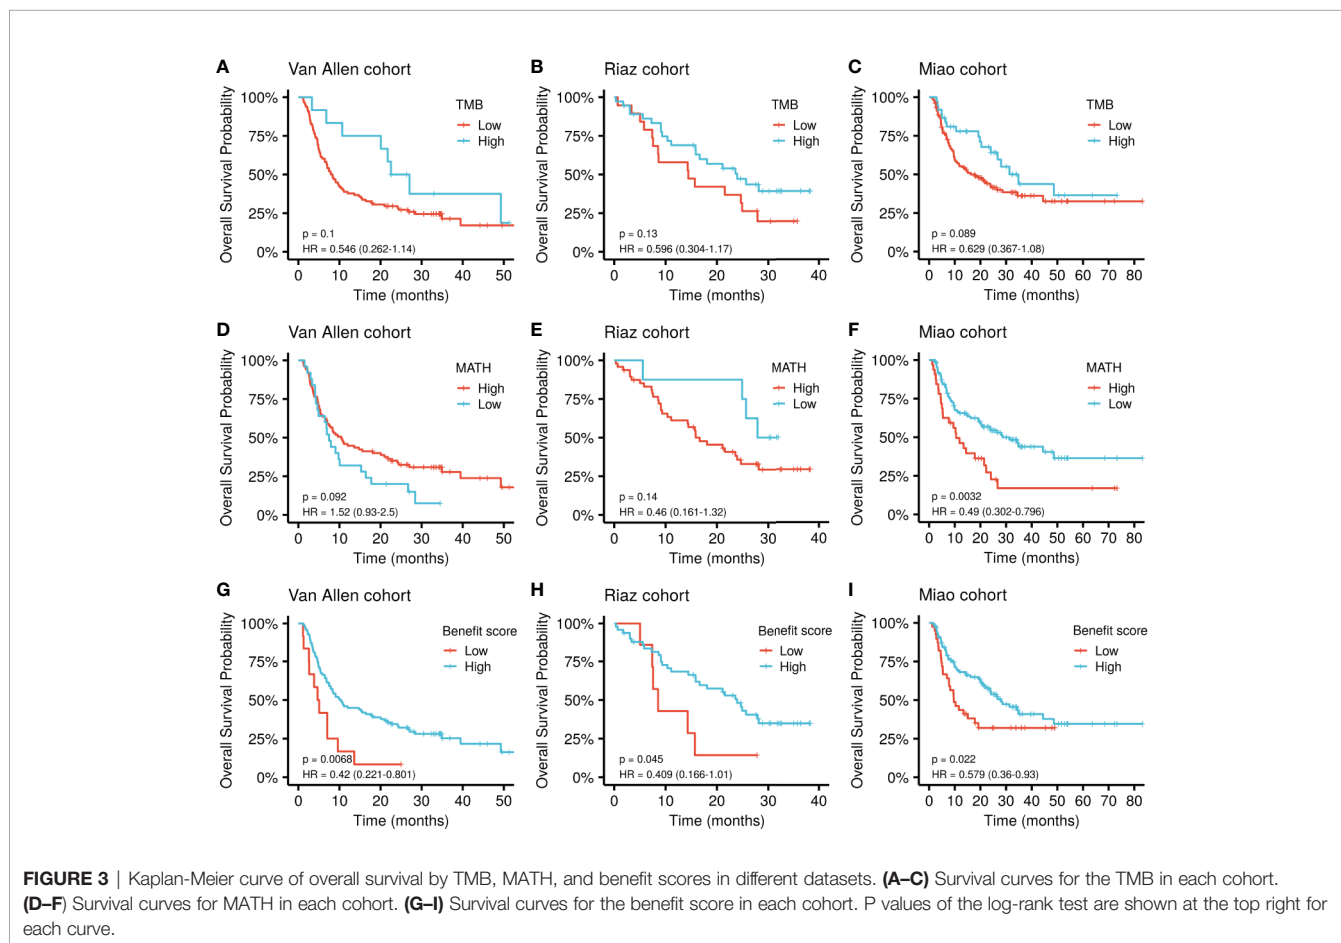 A
Van Allen cohort
Overall Survival Probability
100%
75%
50%
25%
0%
TMB
Low
High
p = 0.1
HR = 0.546 (0.262-1.14)
0 10 20 30 40 50
Time (months)
B
Riaz cohort
Overall Survival Probability
100%
75%
50%
25%
0%
TMB
Low
High
p = 0.13
HR = 0.596 (0.304-1.17)
0 10 20 30 40
Time (months)
C
Miao cohort
Overall Survival Probability
100%
75%
50%
25%
0%
TMB
Low
High
p = 0.089
HR = 0.629 (0.367-1.08)
0 10 20 30 40 50 60 70 80
Time (months)
D
Van Allen cohort
Overall Survival Probability
100%
75%
50%
25%
0%
MATH
High
Low
p = 0.092
HR = 1.52 (0.93-2.5)
0 10 20 30 40 50
Time (months)
E
Riaz cohort
Overall Survival Probability
100%
75%
50%
25%
0%
MATH
High
Low
p = 0.14
HR = 0.46 (0.161-1.32)
0 10 20 30 40
Time (months)
F
Miao cohort
Overall Survival Probability
100%
75%
50%
25%
0%
MATH
High
Low
p = 0.0032
HR = 0.49 (0.302-0.796)
0 10 20 30 40 50 60 70 80
Time (months)
G
Van Allen cohort
Overall Survival Probability
100%
75%
50%
25%
0%
Benefit score
Low
High
p = 0.0068
HR = 0.42 (0.221-0.801)
0 10 20 30 40 50
Time (months)
H
Riaz cohort
Overall Survival Probability
100%
75%
50%
25%
0%
Benefit score
Low
High
p = 0.045
HR = 0.409 (0.166-1.01)
0 10 20 30 40
Time (months)
I
Miao cohort
Overall Survival Probability
100%
75%
50%
25%
0%
Benefit score
Low
High
p = 0.022
HR = 0.579 (0.36-0.93)
0 10 20 30 40 50 60 70 80
Time (months)
FIGURE 3 | Kaplan-Meier curve of overall survival by TMB, MATH, and benefit scores in different datasets. (A–C) Survival curves for the TMB in each cohort.
(D–F) Survival curves for MATH in each cohort. (G–I) Survival curves for the benefit score in each cohort. P values of the log-rank test are shown at the top right for
each curve.